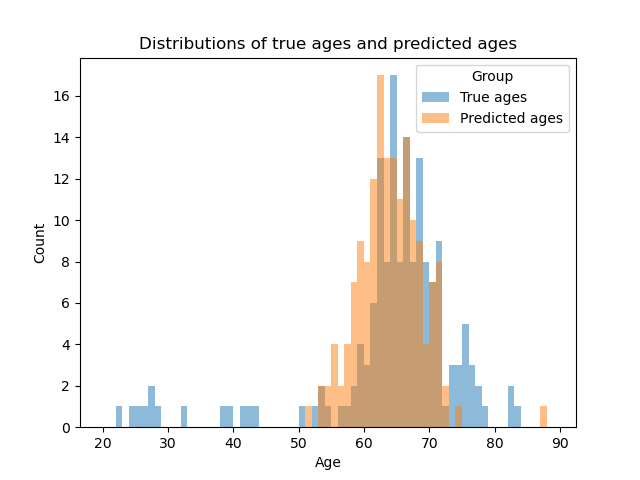 Distributions of true ages and predicted ages
Group
True ages
Predicted ages
16
14
12
10
8
6
4
2
0
Count
20 30 40 50 60 70 80 90
Age